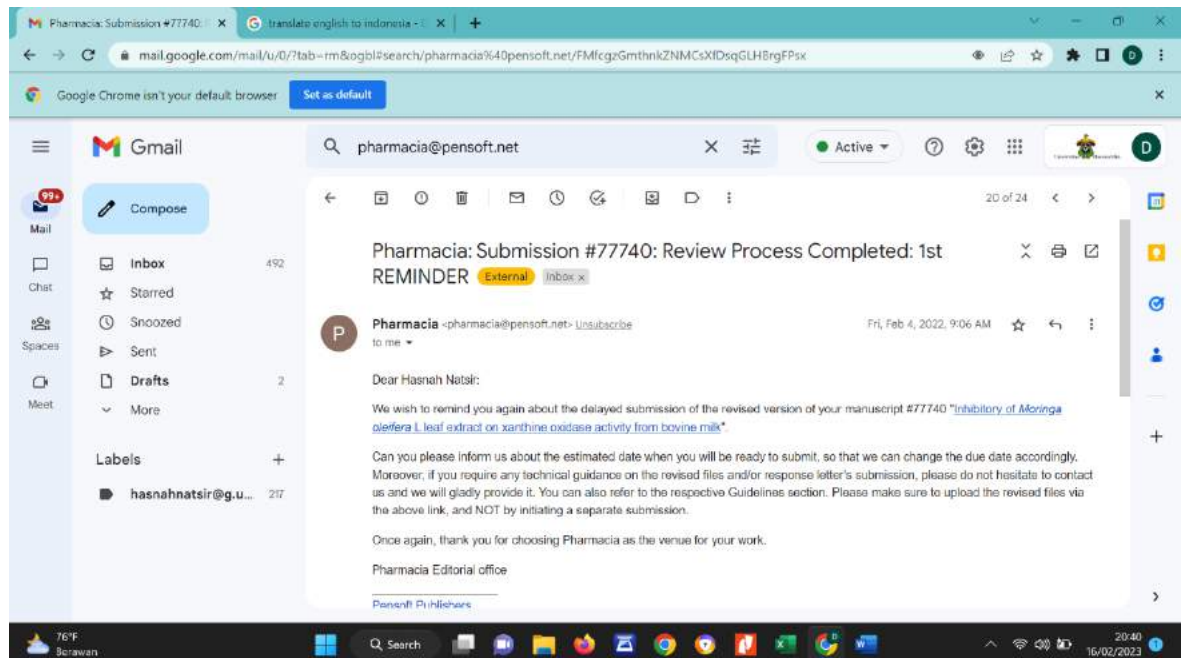 Pharmacia: Submission #77740:
translate english to indonesia -
mail.google.com/mail/u/0/?tab=rm&ogbl#search/pharmacia%40pensoft.net/FMfcgzGmthnkZNMCsXfDsqGLHBrgFPsx
Google Chrome isn't your default browser Set as default
Gmail
pharmacia@pensoft.net
Active
D
99+
Mail
Chat
Spaces
Meet
Compose
Inbox 492
Starred
Snoozed
Sent
Drafts 2
More
Labels
hasnahnatsir@g.u... 217
20 of 24
Pharmacia: Submission #77740: Review Process Completed: 1st
REMINDER External Inbox x
P
Pharmacia <pharmacia@pensoft.net> Unsubscribe Fri, Feb 4, 2022, 9:06 AM
to me
Dear Hasnah Natsir:
We wish to remind you again about the delayed submission of the revised version of your manuscript #77740 "Inhibitory of Moringa
oleifera L leaf extract on xanthine oxidase activity from bovine milk".
Can you please inform us about the estimated date when you will be ready to submit, so that we can change the due date accordingly.
Moreover, if you require any technical guidance on the revised files and/or response letter's submission, please do not hesitate to contact
us and we will gladly provide it. You can also refer to the respective Guidelines section. Please make sure to upload the revised files via
the above link, and NOT by initiating a separate submission.
Once again, thank you for choosing Pharmacia as the venue for your work.
Pharmacia Editorial office
Pensoft Publishers
76°F
Berawan
Search
20:40
16/02/2023